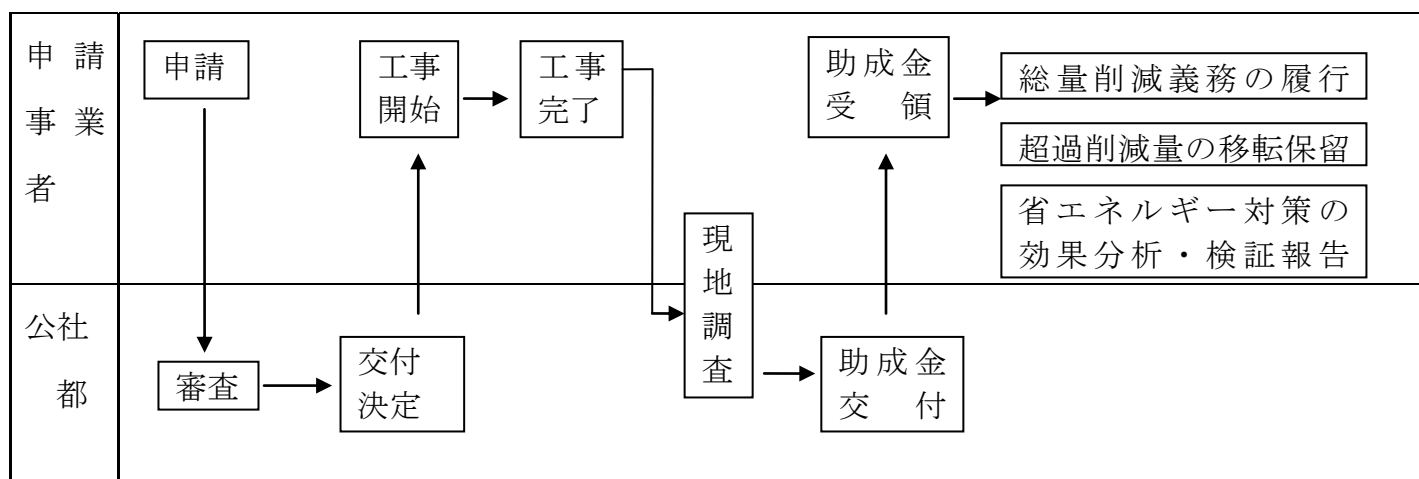 申請
事業
者
申請
工事
開始
工事
完了
助成金
受領
総量削減義務の履行
超過削減量の移転保留
省エネルギー対策の
効果分析・検証報告
現
地
調
査
公社
都
審査
交付
決定
助成金
交付